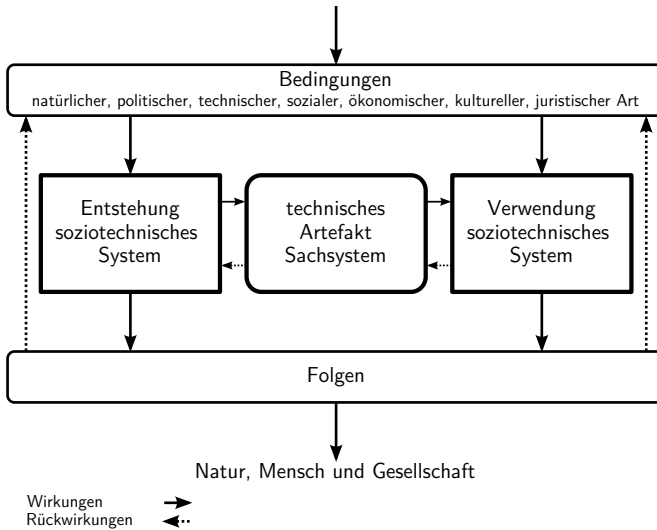 Bedingungen
natürlicher, politischer, technischer, sozialer, ökonomischer, kultureller, juristischer Art
Entstehung
soziotechnisches
System
technisches
Artefakt
Sachsystem
Verwendung
soziotechnisches
System
Folgen
Natur, Mensch und Gesellschaft
Wirkungen
Rückwirkungen